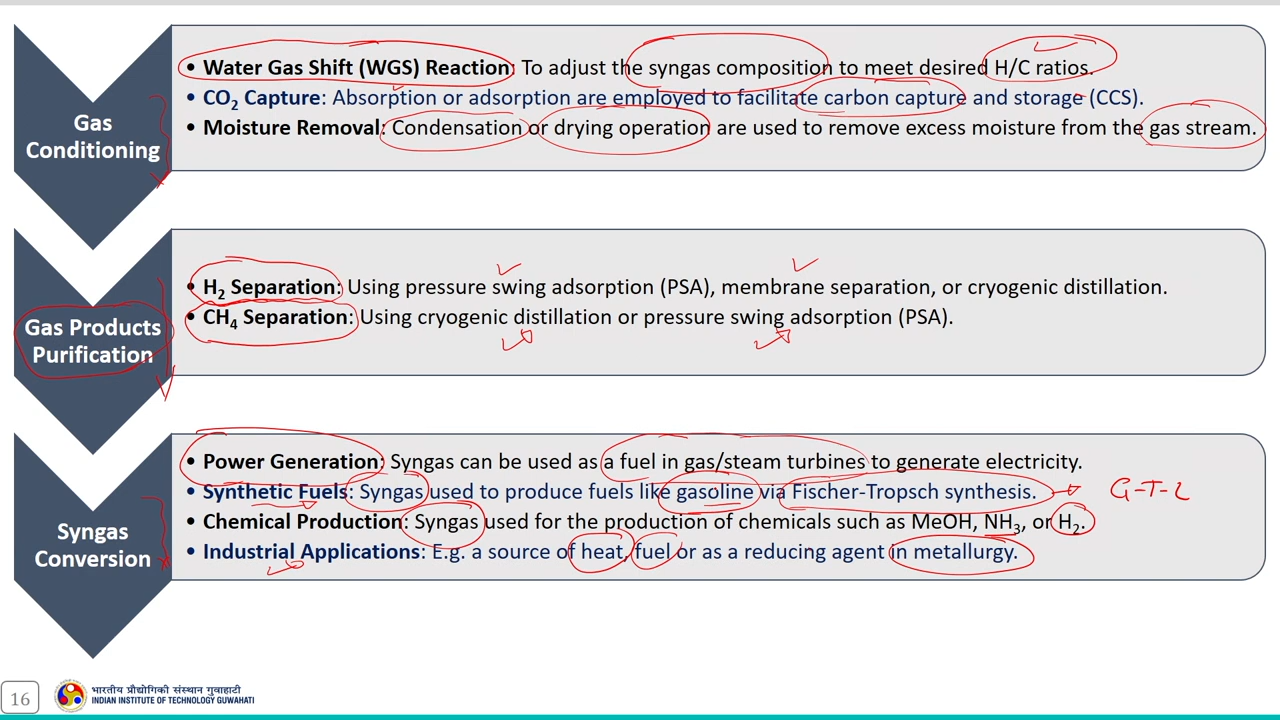 Gas
Conditioning
• Water Gas Shift (WGS) Reaction: To adjust the syngas composition to meet desired H/C ratios.
• CO₂ Capture: Absorption or adsorption are employed to facilitate carbon capture and storage (CCS).
• Moisture Removal: Condensation or drying operation are used to remove excess moisture from the gas stream.
Gas Products
Purification
• H₂ Separation: Using pressure swing adsorption (PSA), membrane separation, or cryogenic distillation.
• CH₄ Separation: Using cryogenic distillation or pressure swing adsorption (PSA).
Syngas
Conversion
• Power Generation: Syngas can be used as a fuel in gas/steam turbines to generate electricity.
• Synthetic Fuels: Syngas used to produce fuels like gasoline via Fischer-Tropsch synthesis. G-T-L
• Chemical Production: Syngas used for the production of chemicals such as MeOH, NH₃, or H₂.
• Industrial Applications: E.g. a source of heat, fuel or as a reducing agent in metallurgy.
16
भारतीय प्रौद्योगिकी संस्थान गुवाहाटी
INDIAN INSTITUTE OF TECHNOLOGY GUWAHATI